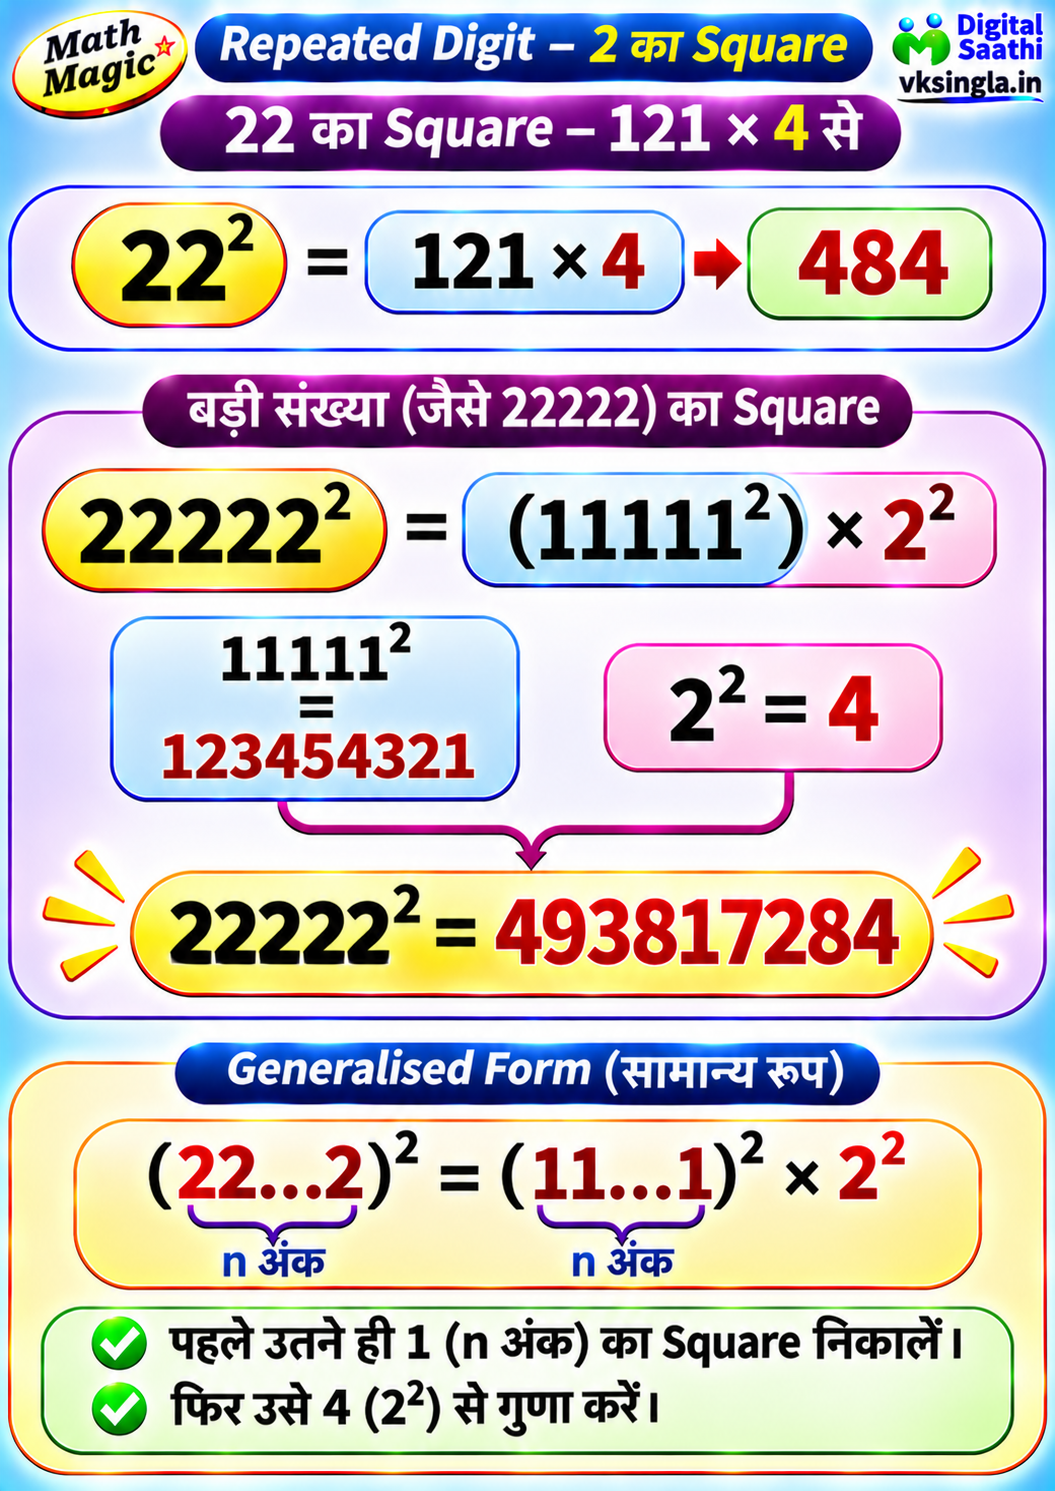 Math
Magic
Repeated Digit – 2 का Square
Digital
Saathi
vksingla.in
22 का Square – 121 × 4 से
22² = 121 × 4 484
बड़ी संख्या (जैसे 22222) का Square
22222² = (11111²) × 2²
11111²
=
123454321
2² = 4
22222² = 493817284
Generalised Form (सामान्य रूप)
(22...2)² = (11...1)² × 2²
n अंक n अंक
पहले उतने ही 1 (n अंक) का Square निकालें।
फिर उसे 4 (2²) से गुणा करें।